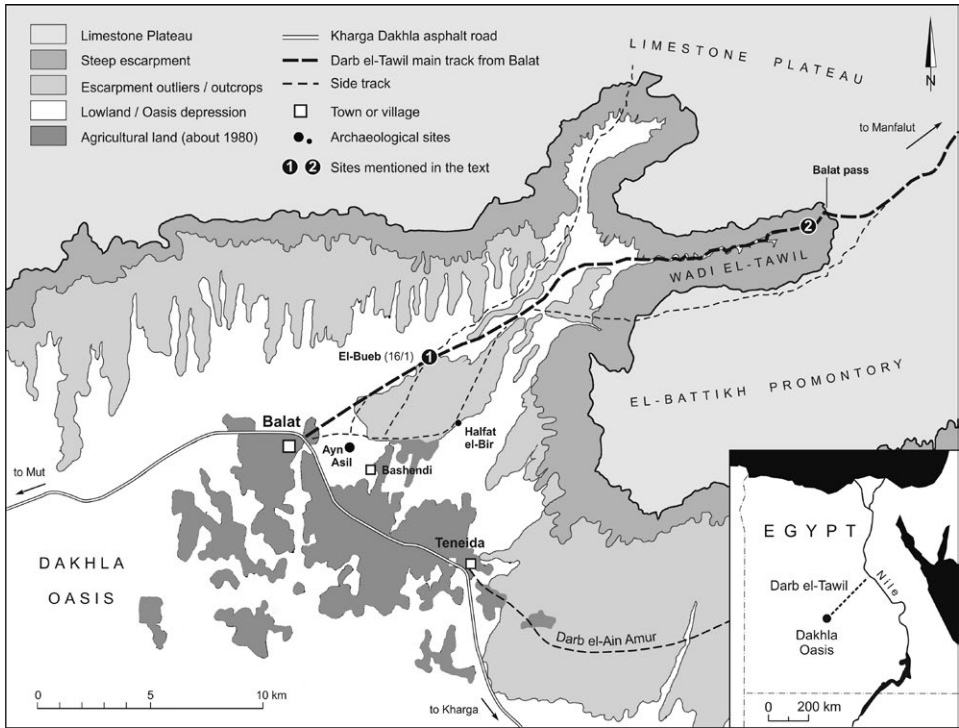 Limestone Plateau
Steep escarpment
Escarpment outliers / outcrops
Lowland / Oasis depression
Agricultural land (about 1980)
Kharga Dakhla asphalt road
Darb el-Tawil main track from Balat
Side track
Town or village
Archaeological sites
1 2 Sites mentioned in the text
N
LIMESTONE PLATEAU
to Manfalut
Balat pass
2
WADI EL-TAWIL
El-Bueb (16/1) 1
EL-BATTIKH PROMONTORY
Balat
Halfat
el-Bir
Ayn
Asil
Bashendi
to Mut
Teneida
DAKHLA
OASIS
Darb el-Ain Amur
0 5 10 km
to Kharga
EGYPT
Nile
Darb el-Tawil
Dakhla
Oasis
0 200 km